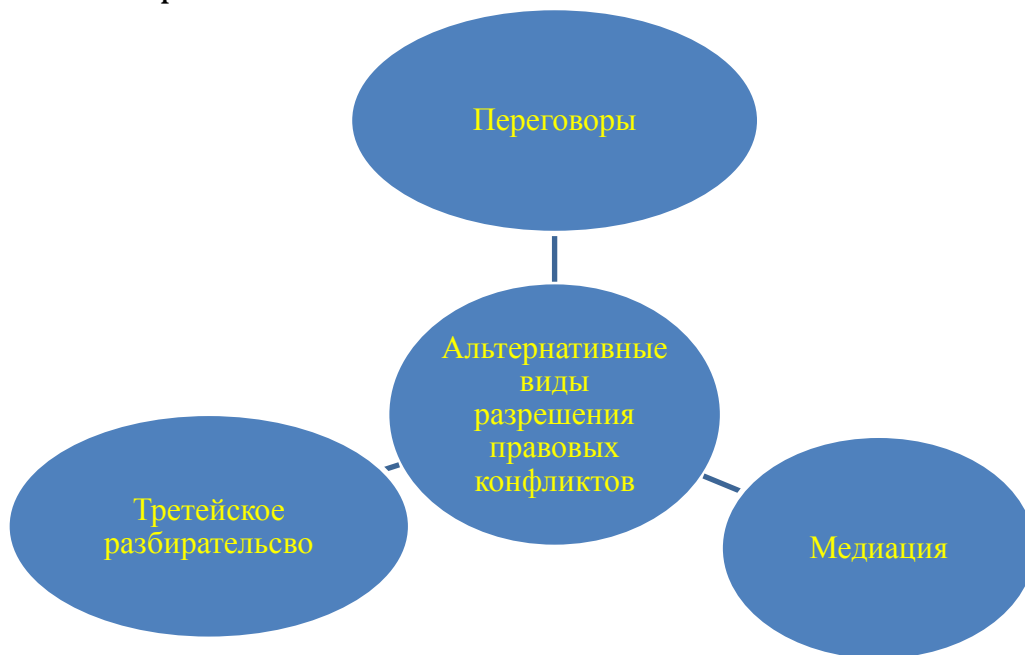 Переговоры
Альтернативные
виды
разрешения
правовых
конфликтов
Третейское
разбирательсво
Медиация